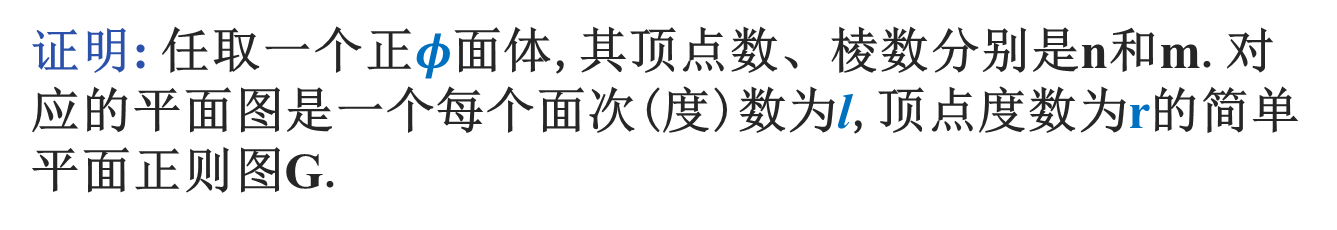 证明: 任取一个正ϕ面体, 其顶点数、棱数分别是n和m. 对
应的平面图是一个每个面次(度)数为l, 顶点度数为r的简单
平面正则图G.